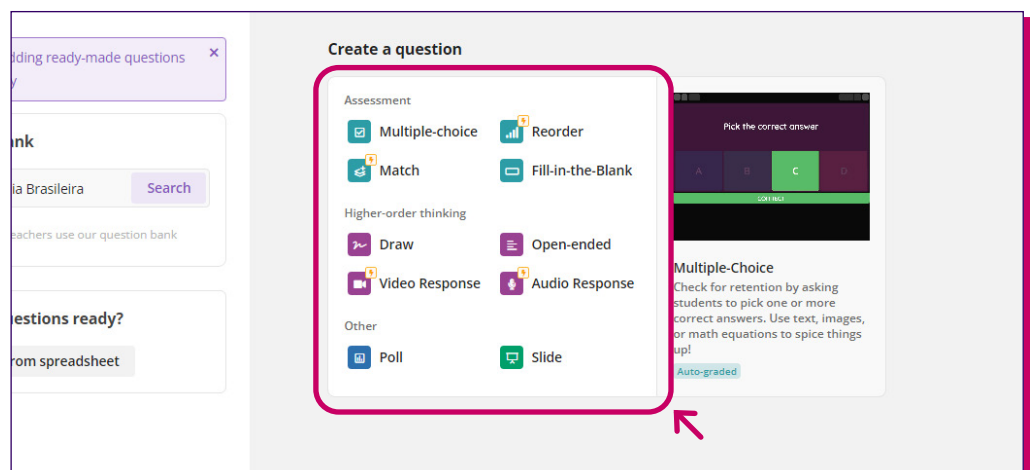 dding ready-made questions
y
nk
ia Brasileira
Search
eachers use our question bank
estions ready?
rom spreadsheet
Create a question
Assessment
Multiple-choice
Reorder
Match
Fill-in-the-Blank
Higher-order thinking
Draw
Open-ended
Video Response
Audio Response
Other
Poll
Slide
Pick the correct answer
A
B
C
D
CORRECT
Multiple-Choice
Check for retention by asking
students to pick one or more
correct answers. Use text, images,
or math equations to spice things
up!
Auto-graded